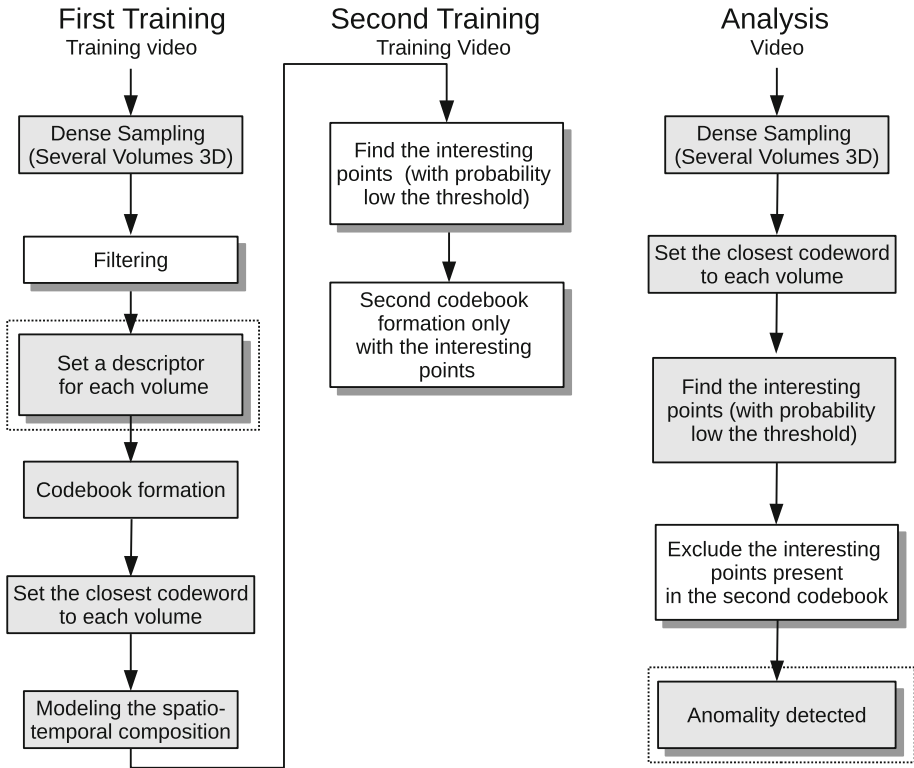 First Training
Training video
Dense Sampling
(Several Volumes 3D)
Filtering
Set a descriptor
for each volume
Codebook formation
Set the closest codeword
to each volume
Modeling the spatio-
temporal composition
Second Training
Training Video
Find the interesting
points (with probability
low the threshold)
Second codebook
formation only
with the interesting
points
Analysis
Video
Dense Sampling
(Several Volumes 3D)
Set the closest codeword
to each volume
Find the interesting
points (with probability
low the threshold)
Exclude the interesting
points present
in the second codebook
Anomality detected